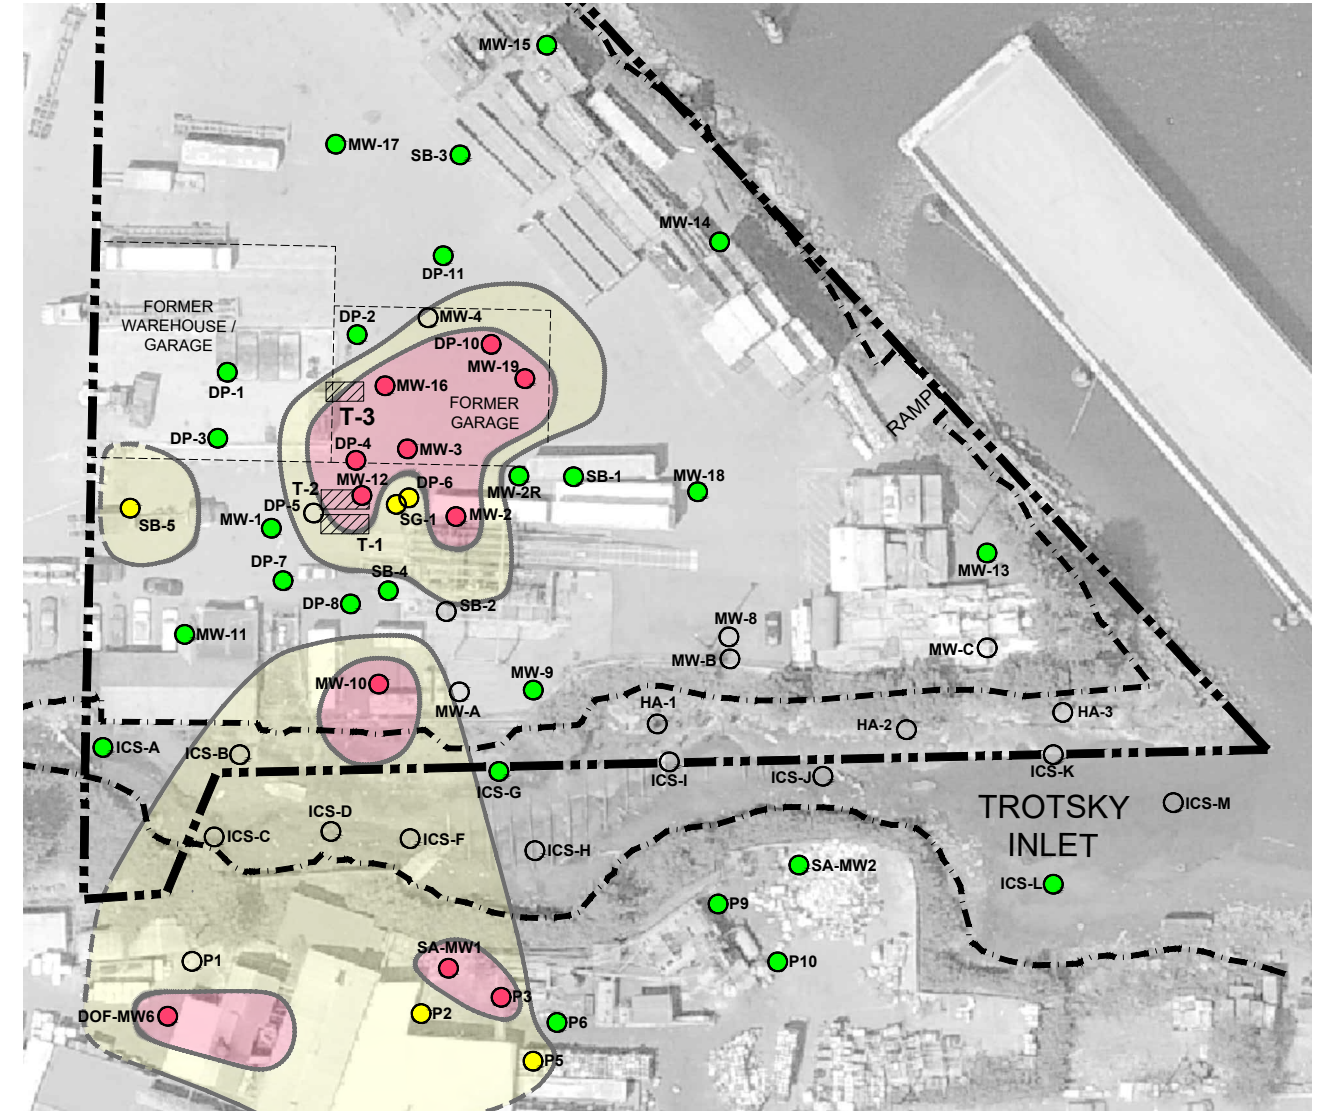 MW-15
MW-17
SB-3
MW-14
DP-11
FORMER
WAREHOUSE /
GARAGE
DP-2
MW-4
DP-10
MW-19
DP-1
MW-16
T-3
FORMER
GARAGE
RAMP
DP-3
DP-4
MW-3
MW-12
DP-6
MW-2R
SB-1
MW-18
T-2
DP-5
SG-1
MW-2
SB-5
MW-1
T-1
DP-7
SB-4
DP-8
SB-2
MW-13
MW-11
MW-8
MW-B
MW-C
MW-10
MW-9
MW-A
HA-1
HA-2
HA-3
ICS-A
ICS-B
ICS-G
ICS-I
ICS-J
ICS-K
TROTSKY
INLET
ICS-M
ICS-C
ICS-D
ICS-F
ICS-H
SA-MW2
ICS-L
P9
P1
SA-MW1
P10
DOF-MW6
P2
P3
P6
P5